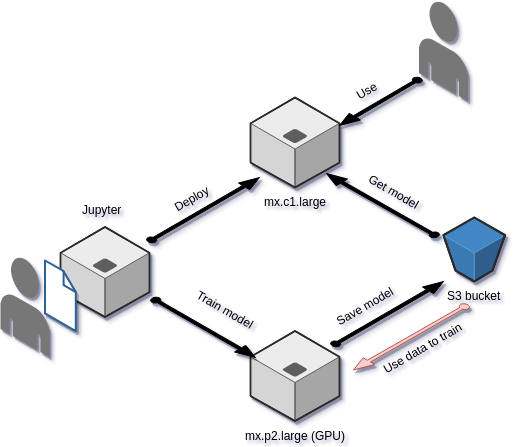 Use
Deploy
Get model
mx.c1.large
Jupyter
Train model
Save model
S3 bucket
Use data to train
mx.p2.large (GPU)